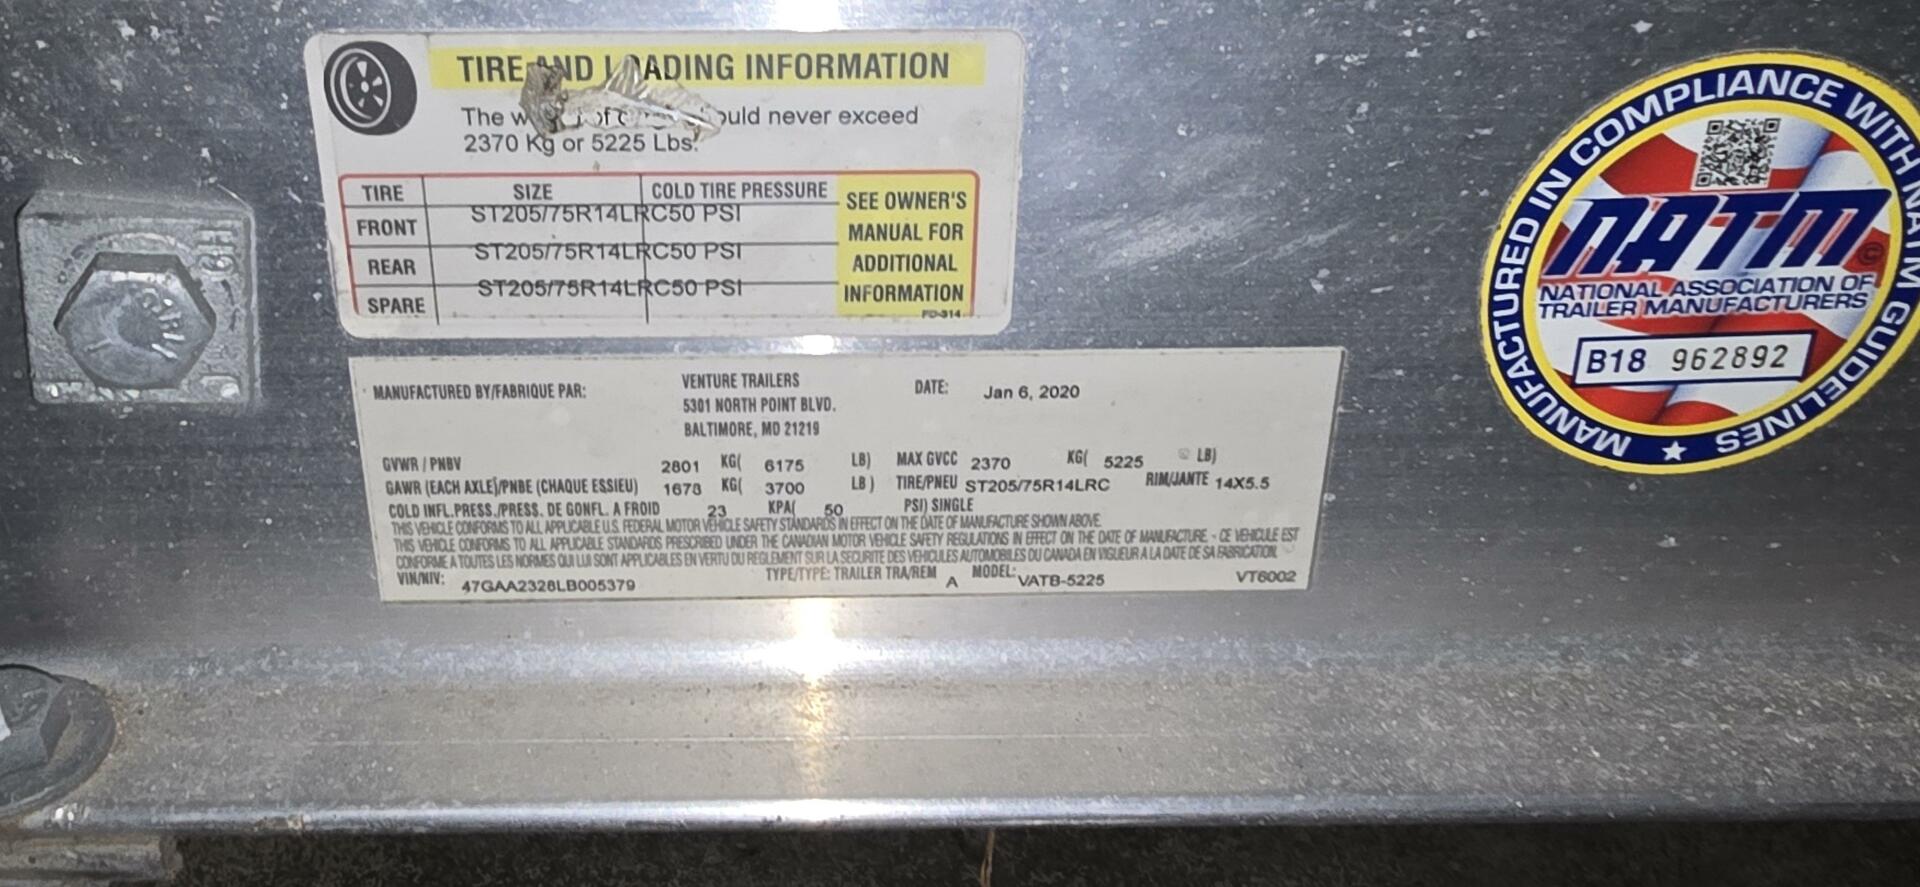 TIRE AND LOADING INFORMATION
The of should never exceed
2370 Kg or 5225 Lbs.
TIRE SIZE COLD TIRE PRESSURE
FRONT ST205/75R14LRC50 PSI
REAR ST205/75R14LRC50 PSI
SPARE ST205/75R14LRC50 PSI
SEE OWNER'S
MANUAL FOR
ADDITIONAL
INFORMATION
PD-314
MANUFACTURED BY/FABRIQUE PAR: VENTURE TRAILERS DATE: Jan 6, 2020
5301 NORTH POINT BLVD.
BALTIMORE, MD 21219
GVWR / PNBV 2801 KG( 6175 LB) MAX GVCC 2370 KG( 5225 LB)
GAWR (EACH AXLE)/PNBE (CHAQUE ESSIEU) 1678 KG( 3700 LB ) TIRE/PNEU ST205/75R14LRC RIM/JANTE 14X5.5
COLD INFL.PRESS./PRESS. DE GONFL. A FROID 23 KPA( 50 PSI) SINGLE
THIS VEHICLE CONFORMS TO ALL APPLICABLE U.S. FEDERAL MOTOR VEHICLE SAFETY STANDARDS IN EFFECT ON THE DATE OF MANUFACTURE SHOWN ABOVE.
THIS VEHICLE CONFORMS TO ALL APPLICABLE STANDARDS PRESCRIBED UNDER THE CANADIAN MOTOR VEHICLE SAFETY REGULATIONS IN EFFECT ON THE DATE OF MANUFACTURE. - CE VEHICULE EST
CONFORME A TOUTES LES NORMES QUI LUI SONT APPLICABLES EN VERTU DU REGLEMENT SUR LA SECURITE DES VEHICULES AUTOMOBILES DU CANADA EN VIGUEUR A LA DATE DE SA FABRICATION.
VIN/NIV: 47GAA2328LB005379 TYPE/TYPE: TRAILER TRA/REM A MODEL: VATB-5225 VT6002
MANUFACTURED IN COMPLIANCE WITH NATM GUIDELINES
NATM ©
NATIONAL ASSOCIATION OF
TRAILER MANUFACTURERS
B18 962892